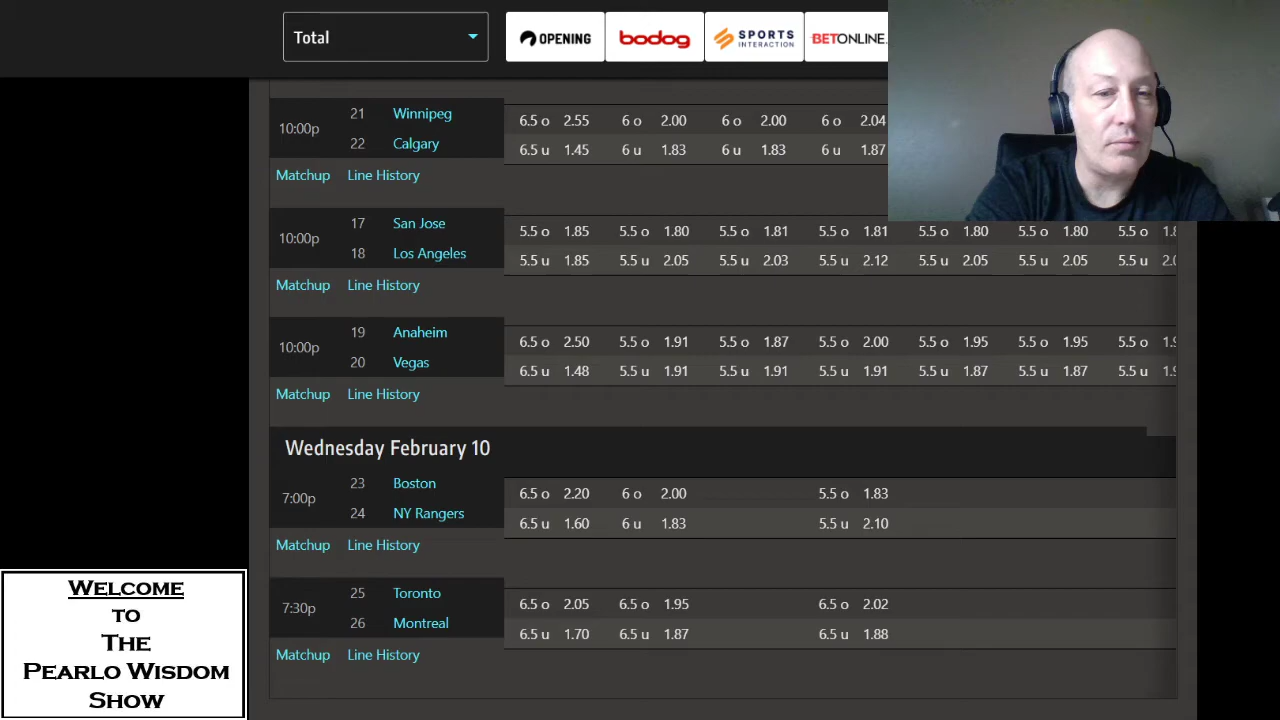 Total
OPENING
bodog
SPORTS INTERACTION
BETONLINE.
10:00p
21 Winnipeg 6.5 o 2.55 6 o 2.00 6 o 2.00 6 o 2.04
22 Calgary 6.5 u 1.45 6 u 1.83 6 u 1.83 6 u 1.87
Matchup Line History
10:00p
17 San Jose 5.5 o 1.85 5.5 o 1.80 5.5 o 1.81 5.5 o 1.81 5.5 o 1.80 5.5 o 1.80 5.5 o
18 Los Angeles 5.5 u 1.85 5.5 u 2.05 5.5 u 2.03 5.5 u 2.12 5.5 u 2.05 5.5 u 2.05 5.5 u
Matchup Line History
10:00p
19 Anaheim 6.5 o 2.50 5.5 o 1.91 5.5 o 1.87 5.5 o 2.00 5.5 o 1.95 5.5 o 1.95 5.5 o
20 Vegas 6.5 u 1.48 5.5 u 1.91 5.5 u 1.91 5.5 u 1.91 5.5 u 1.87 5.5 u 1.87 5.5 u
Matchup Line History
Wednesday February 10
7:00p
23 Boston 6.5 o 2.20 6 o 2.00 5.5 o 1.83
24 NY Rangers 6.5 u 1.60 6 u 1.83 5.5 u 2.10
Matchup Line History
7:30p
25 Toronto 6.5 o 2.05 6.5 o 1.95 6.5 o 2.02
26 Montreal 6.5 u 1.70 6.5 u 1.87 6.5 u 1.88
Matchup Line History
WELCOME
TO
THE
PEARLO WISDOM
SHOW